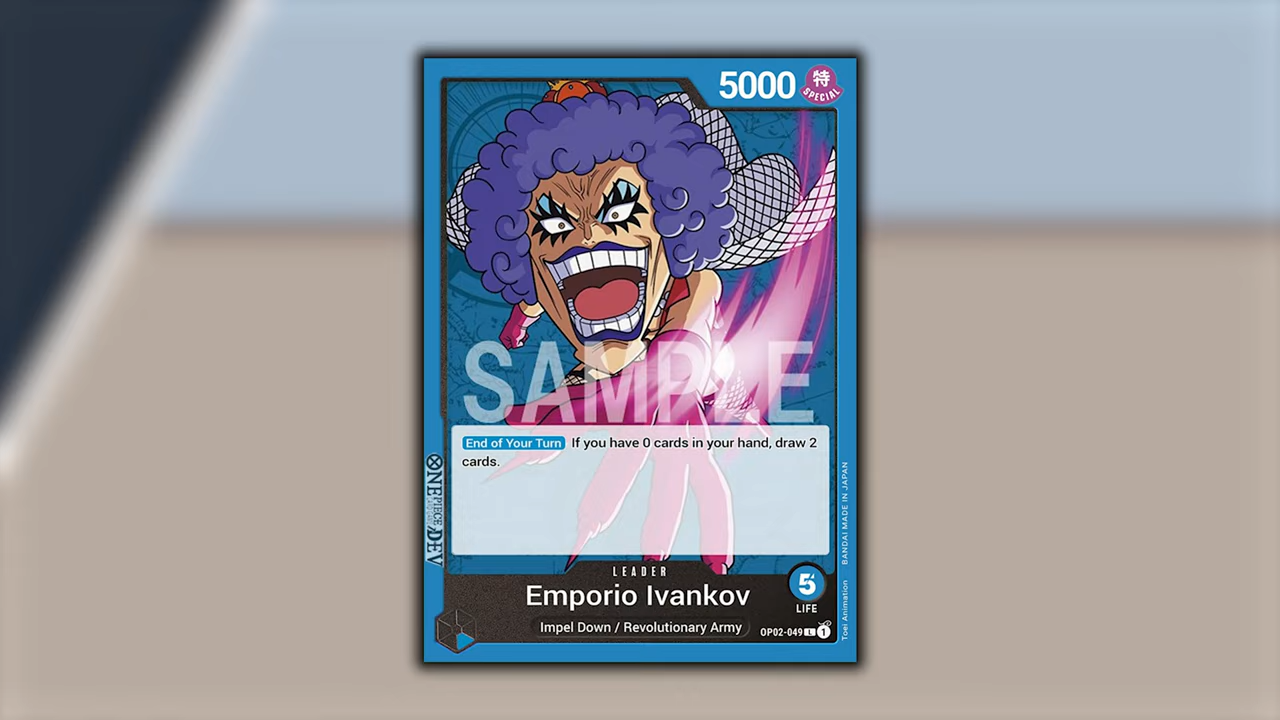 5000
特
SPECIAL
SAMPLE
End of Your Turn If you have 0 cards in your hand, draw 2
cards.
LEADER
Emporio Ivankov
Impel Down / Revolutionary Army
5
LIFE
OP02-049 L 1
ONE PIECE
Toei Animation BANDAI MADE IN JAPAN